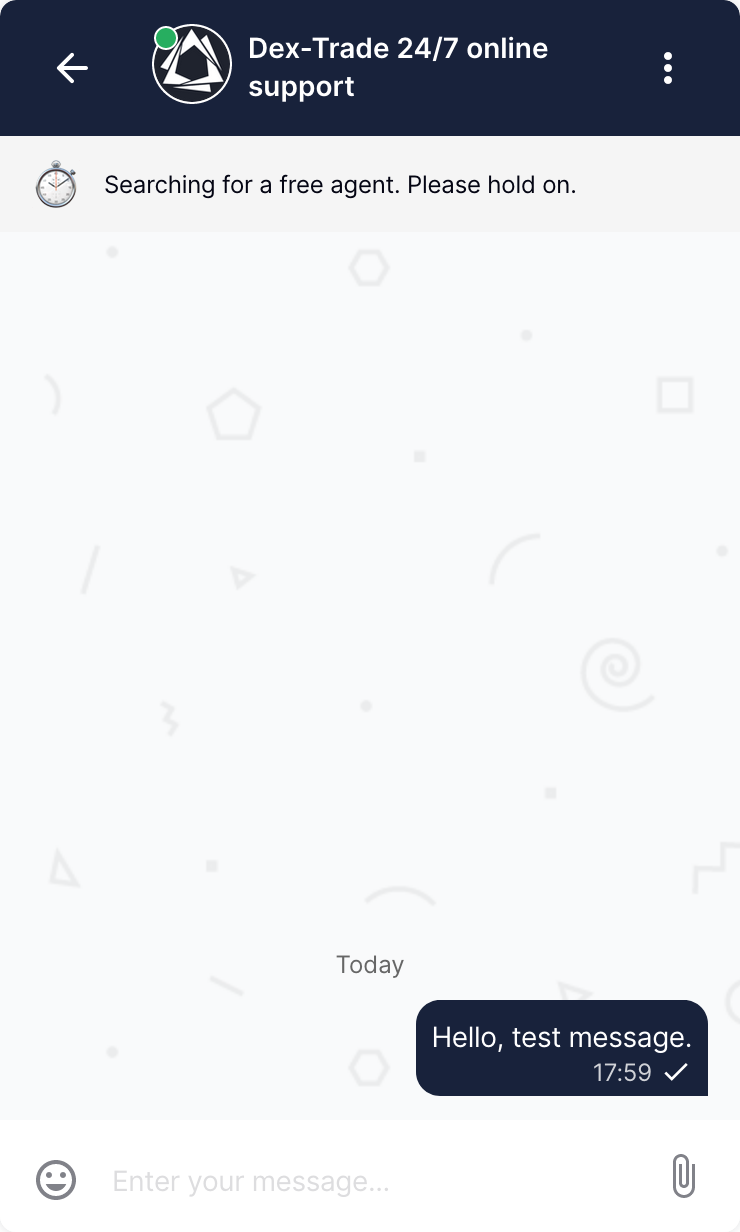 Dex-Trade 24/7 online
support
Searching for a free agent. Please hold on.
Today
Hello, test message.
17:59
Enter your message...